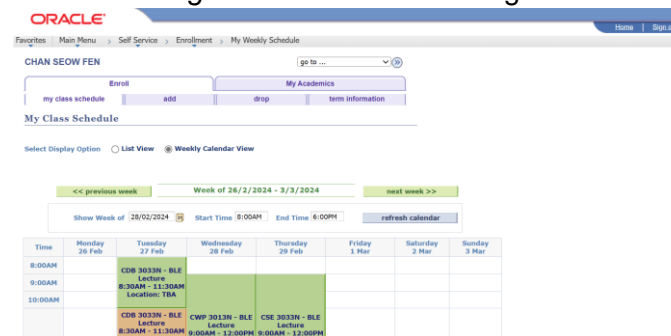 ORACLE'
Home | Sign
Favorites | Main Menu > Self Service > Enrollment > My Weekly Schedule
CHAN SEOW FEN
go to ...
Enroll
My Academics
my class schedule || add || drop || term information
My Class Schedule
Select Display Option List View Weekly Calendar View
<< previous week
Week of 26/2/2024 - 3/3/2024
next week >>
Show Week of 28/02/2024 Start Time 8:00AM End Time 6:00PM refresh calendar
Time Monday 26 Feb Tuesday 27 Feb Wednesday 28 Feb Thursday 29 Feb Friday 1 Mar Saturday 2 Mar Sunday 3 Mar
8:00AM
9:00AM
10:00AM
CDB 3033N - BLE
Lecture
8:30AM - 11:30AM
Location: TBA
CDB 3033N - BLE
Lecture
8:30AM - 11:30AM
CWP 3013N - BLE
Lecture
9:00AM - 12:00PM
CSE 3033N - BLE
Lecture
9:00AM - 12:00PM